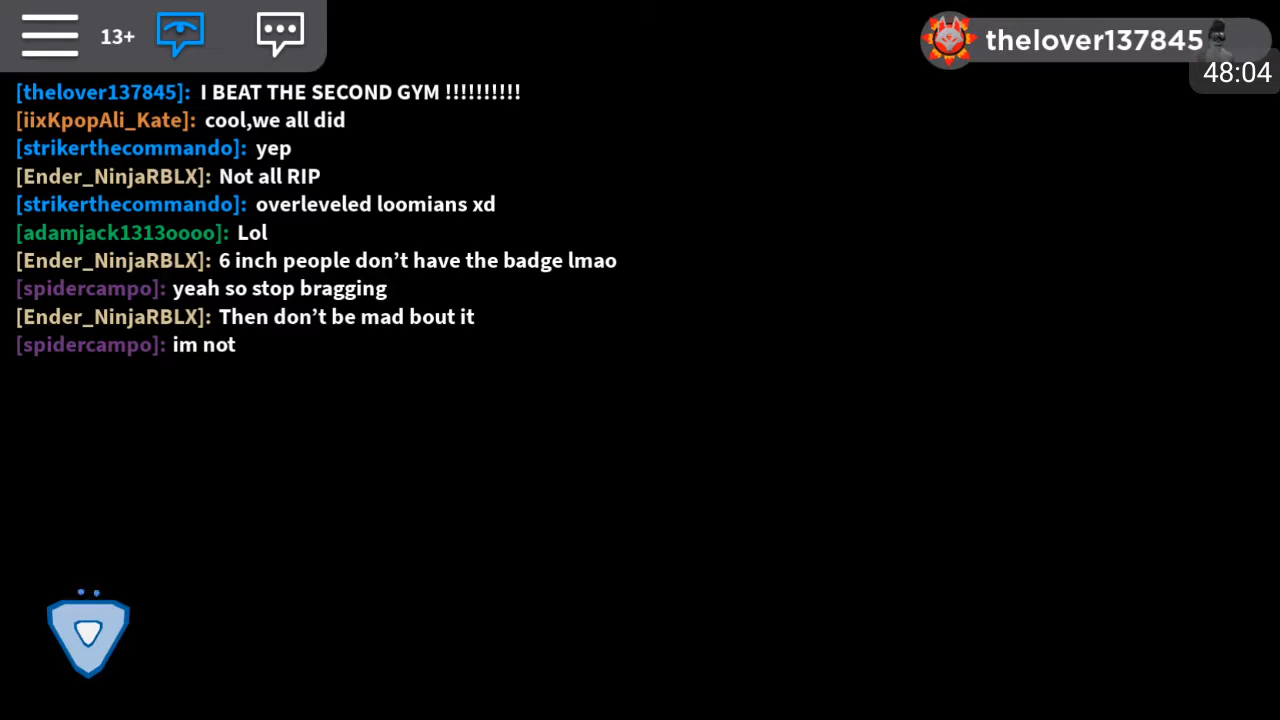 13+
thelover137845
48:04
[thelover137845]: I BEAT THE SECOND GYM !!!!!!!!!!
[iixKpopAli_Kate]: cool,we all did
[strikerthecommando]: yep
[Ender_NinjaRBLX]: Not all RIP
[strikerthecommando]: overleveled loomians xd
[adamjack1313oooo]: Lol
[Ender_NinjaRBLX]: 6 inch people don’t have the badge lmao
[spidercampo]: yeah so stop bragging
[Ender_NinjaRBLX]: Then don’t be mad bout it
[spidercampo]: im not